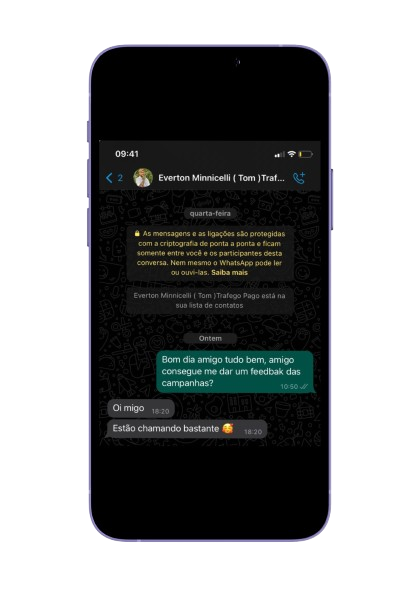 09:41
2
Everton Minnicelli ( Tom )Traf...
quarta-feira
As mensagens e as ligações são protegidas
com a criptografia de ponta a ponta e ficam
somente entre você e os participantes desta
conversa. Nem mesmo o WhatsApp pode ler
ou ouvi-las. Saiba mais
Everton Minnicelli ( Tom )Trafego Pago está na
sua lista de contatos
Ontem
Bom dia amigo tudo bem, amigo
consegue me dar um feedbak das
campanhas?
10:50
Oi migo 18:20
Estão chamando bastante 🥰 18:20